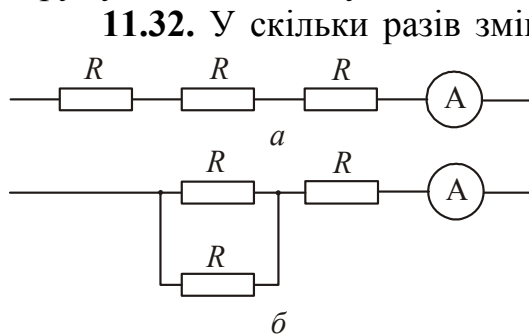 11.32. У скільки разів змі
R R R A
а
R R A
R
б